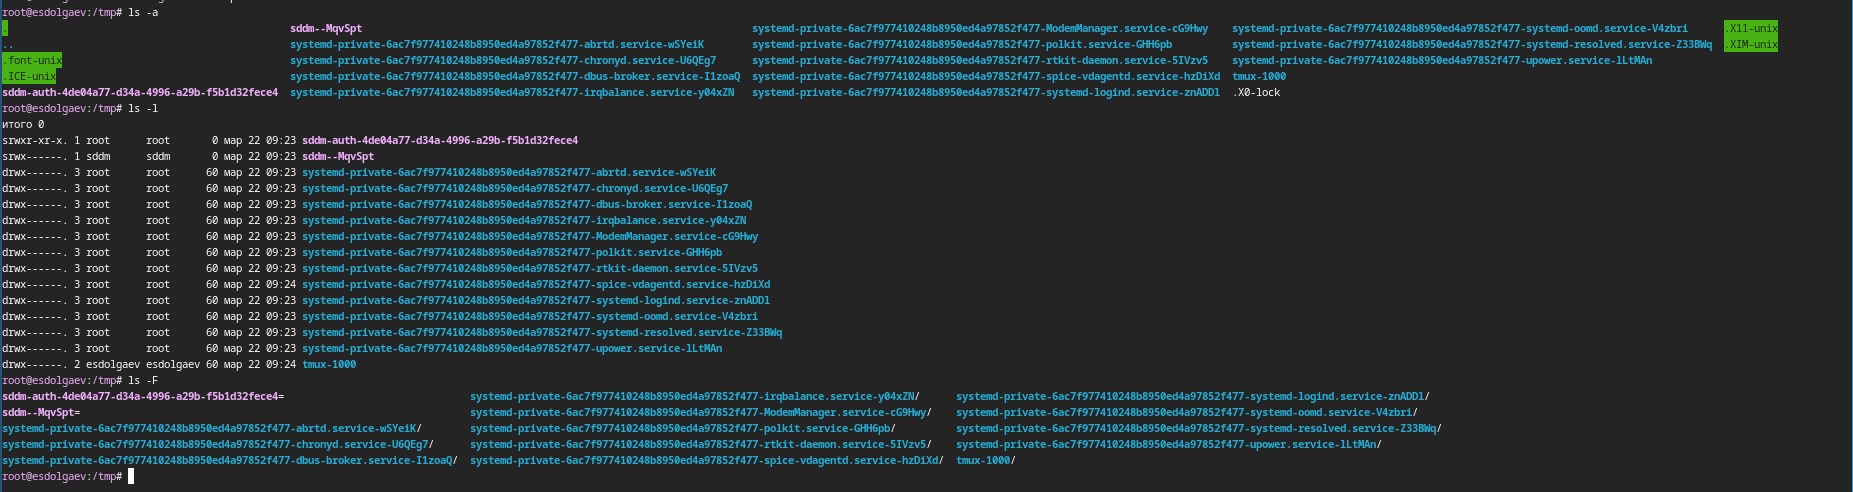 root@esdolgaev:/tmp# ls -a
. sddm--MqvSpt systemd-private-6ac7f977410248b8950ed4a97852f477-ModemManager.service-cG9Hwy systemd-private-6ac7f977410248b8950ed4a97852f477-systemd-oomd.service-V4zbri .X11-unix
.. systemd-private-6ac7f977410248b8950ed4a97852f477-abrtd.service-wSYeiK systemd-private-6ac7f977410248b8950ed4a97852f477-polkit.service-GHH6pb systemd-private-6ac7f977410248b8950ed4a97852f477-systemd-resolved.service-Z33BWq .XIM-unix
.font-unix systemd-private-6ac7f977410248b8950ed4a97852f477-chronyd.service-U6QEg7 systemd-private-6ac7f977410248b8950ed4a97852f477-rtkit-daemon.service-5IVzv5 systemd-private-6ac7f977410248b8950ed4a97852f477-upower.service-lLtMAn
.ICE-unix systemd-private-6ac7f977410248b8950ed4a97852f477-dbus-broker.service-I1zoaQ systemd-private-6ac7f977410248b8950ed4a97852f477-spice-vdagentd.service-hzDiXd tmux-1000
sddm-auth-4de04a77-d34a-4996-a29b-f5b1d32fece4 systemd-private-6ac7f977410248b8950ed4a97852f477-irqbalance.service-y04xZN systemd-private-6ac7f977410248b8950ed4a97852f477-systemd-logind.service-znADDl .X0-lock
root@esdolgaev:/tmp# ls -l
итого 0
srwxr-xr-x. 1 root root 0 мар 22 09:23 sddm-auth-4de04a77-d34a-4996-a29b-f5b1d32fece4
srwx------. 1 sddm sddm 0 мар 22 09:23 sddm--MqvSpt
drwx------. 3 root root 60 мар 22 09:23 systemd-private-6ac7f977410248b8950ed4a97852f477-abrtd.service-wSYeiK
drwx------. 3 root root 60 мар 22 09:23 systemd-private-6ac7f977410248b8950ed4a97852f477-chronyd.service-U6QEg7
drwx------. 3 root root 60 мар 22 09:23 systemd-private-6ac7f977410248b8950ed4a97852f477-dbus-broker.service-I1zoaQ
drwx------. 3 root root 60 мар 22 09:23 systemd-private-6ac7f977410248b8950ed4a97852f477-irqbalance.service-y04xZN
drwx------. 3 root root 60 мар 22 09:23 systemd-private-6ac7f977410248b8950ed4a97852f477-ModemManager.service-cG9Hwy
drwx------. 3 root root 60 мар 22 09:23 systemd-private-6ac7f977410248b8950ed4a97852f477-polkit.service-GHH6pb
drwx------. 3 root root 60 мар 22 09:23 systemd-private-6ac7f977410248b8950ed4a97852f477-rtkit-daemon.service-5IVzv5
drwx------. 3 root root 60 мар 22 09:24 systemd-private-6ac7f977410248b8950ed4a97852f477-spice-vdagentd.service-hzDiXd
drwx------. 3 root root 60 мар 22 09:23 systemd-private-6ac7f977410248b8950ed4a97852f477-systemd-logind.service-znADDl
drwx------. 3 root root 60 мар 22 09:23 systemd-private-6ac7f977410248b8950ed4a97852f477-systemd-oomd.service-V4zbri
drwx------. 3 root root 60 мар 22 09:23 systemd-private-6ac7f977410248b8950ed4a97852f477-systemd-resolved.service-Z33BWq
drwx------. 3 root root 60 мар 22 09:23 systemd-private-6ac7f977410248b8950ed4a97852f477-upower.service-lLtMAn
drwx------. 2 esdolgaev esdolgaev 60 мар 22 09:24 tmux-1000
root@esdolgaev:/tmp# ls -F
sddm-auth-4de04a77-d34a-4996-a29b-f5b1d32fece4= systemd-private-6ac7f977410248b8950ed4a97852f477-irqbalance.service-y04xZN/ systemd-private-6ac7f977410248b8950ed4a97852f477-systemd-logind.service-znADDl/
sddm--MqvSpt= systemd-private-6ac7f977410248b8950ed4a97852f477-ModemManager.service-cG9Hwy/ systemd-private-6ac7f977410248b8950ed4a97852f477-systemd-oomd.service-V4zbri/
systemd-private-6ac7f977410248b8950ed4a97852f477-abrtd.service-wSYeiK/ systemd-private-6ac7f977410248b8950ed4a97852f477-polkit.service-GHH6pb/ systemd-private-6ac7f977410248b8950ed4a97852f477-systemd-resolved.service-Z33BWq/
systemd-private-6ac7f977410248b8950ed4a97852f477-chronyd.service-U6QEg7/ systemd-private-6ac7f977410248b8950ed4a97852f477-rtkit-daemon.service-5IVzv5/ systemd-private-6ac7f977410248b8950ed4a97852f477-upower.service-lLtMAn/
systemd-private-6ac7f977410248b8950ed4a97852f477-dbus-broker.service-I1zoaQ/ systemd-private-6ac7f977410248b8950ed4a97852f477-spice-vdagentd.service-hzDiXd/ tmux-1000/
root@esdolgaev:/tmp#